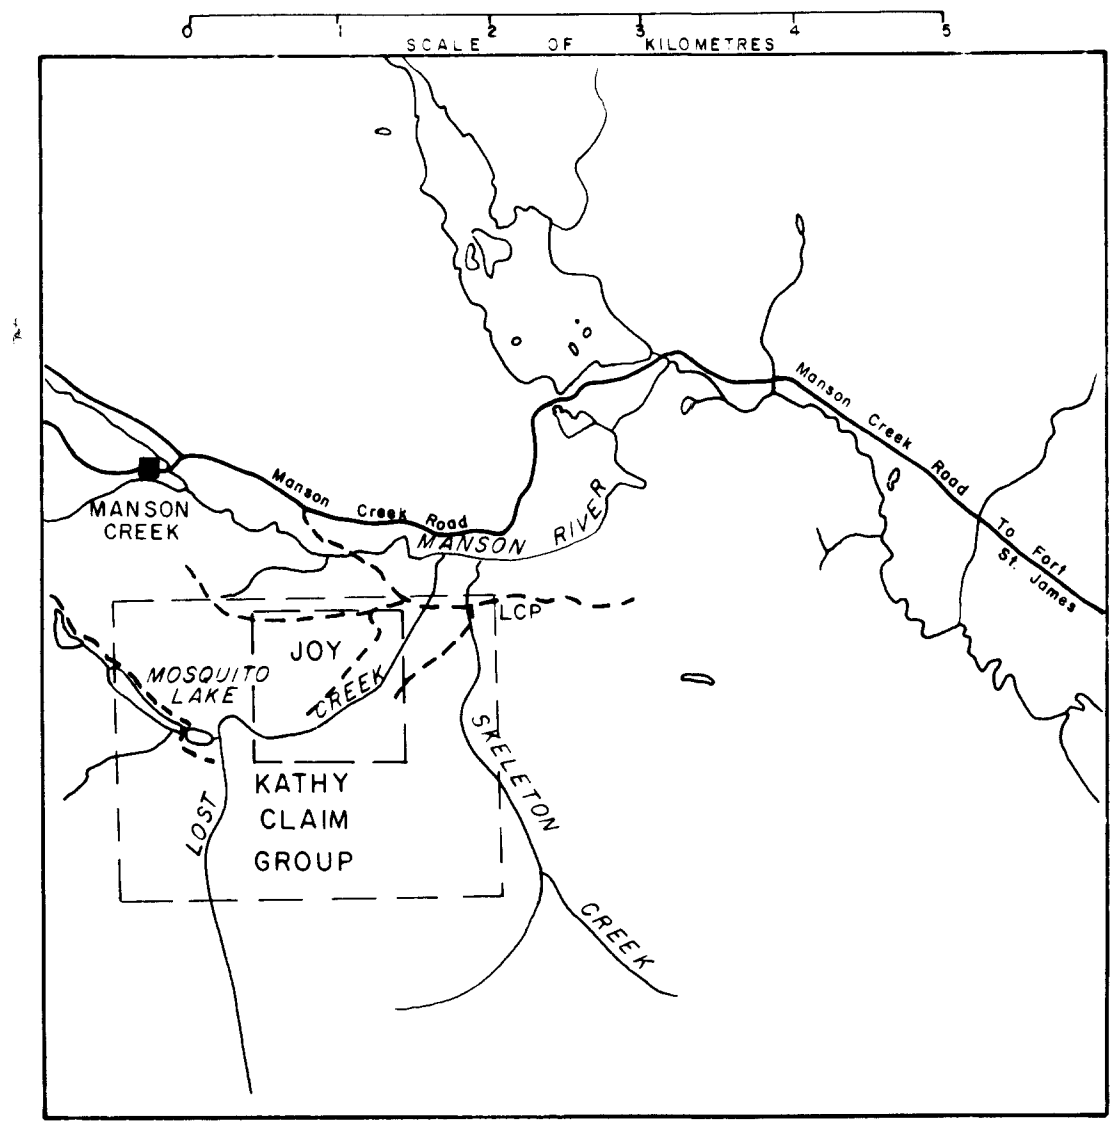 0 1 2 3 4 5
SCALE OF KILOMETRES
Manson Creek Road
To Fort
St. James
MANSON
CREEK
Manson Creek Road
MANSON RIVER
LCP
JOY
MOSQUITO
LAKE
LOST CREEK
KATHY
CLAIM
GROUP
SKELETON CREEK